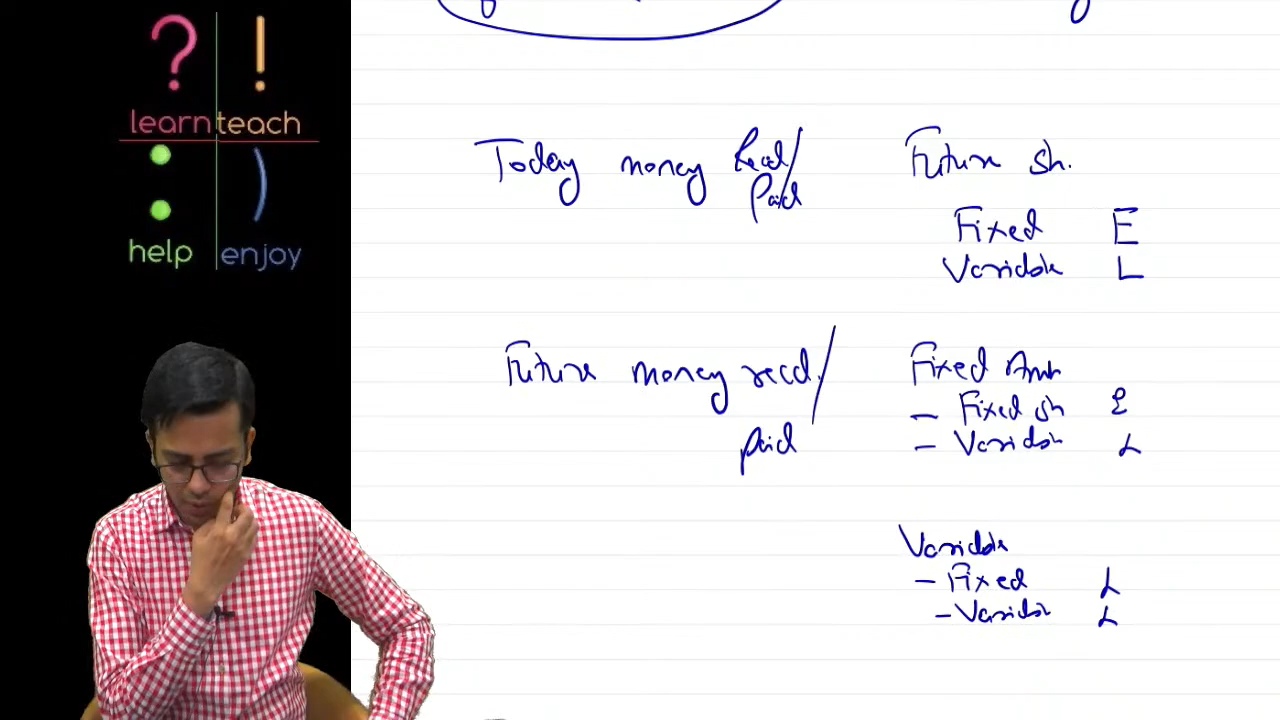 ? !
learn teach
: )
help enjoy
Today money Recd/ Future sh.
Paid
Fixed E
Variable L
Future money recd./ Fixed Amt
- Fixed sh E
paid - Variable L
Variable
- Fixed L
- Variable L